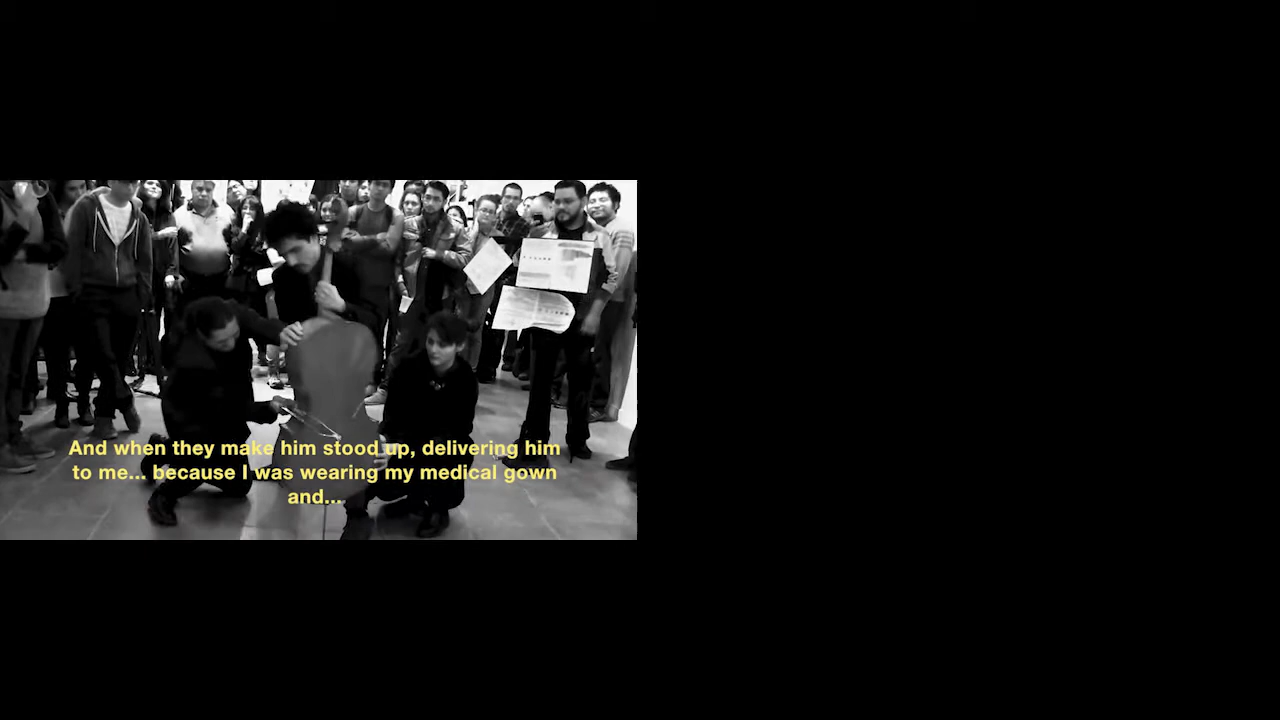 And when they make him stood up, delivering him
to me... because I was wearing my medical gown
and...